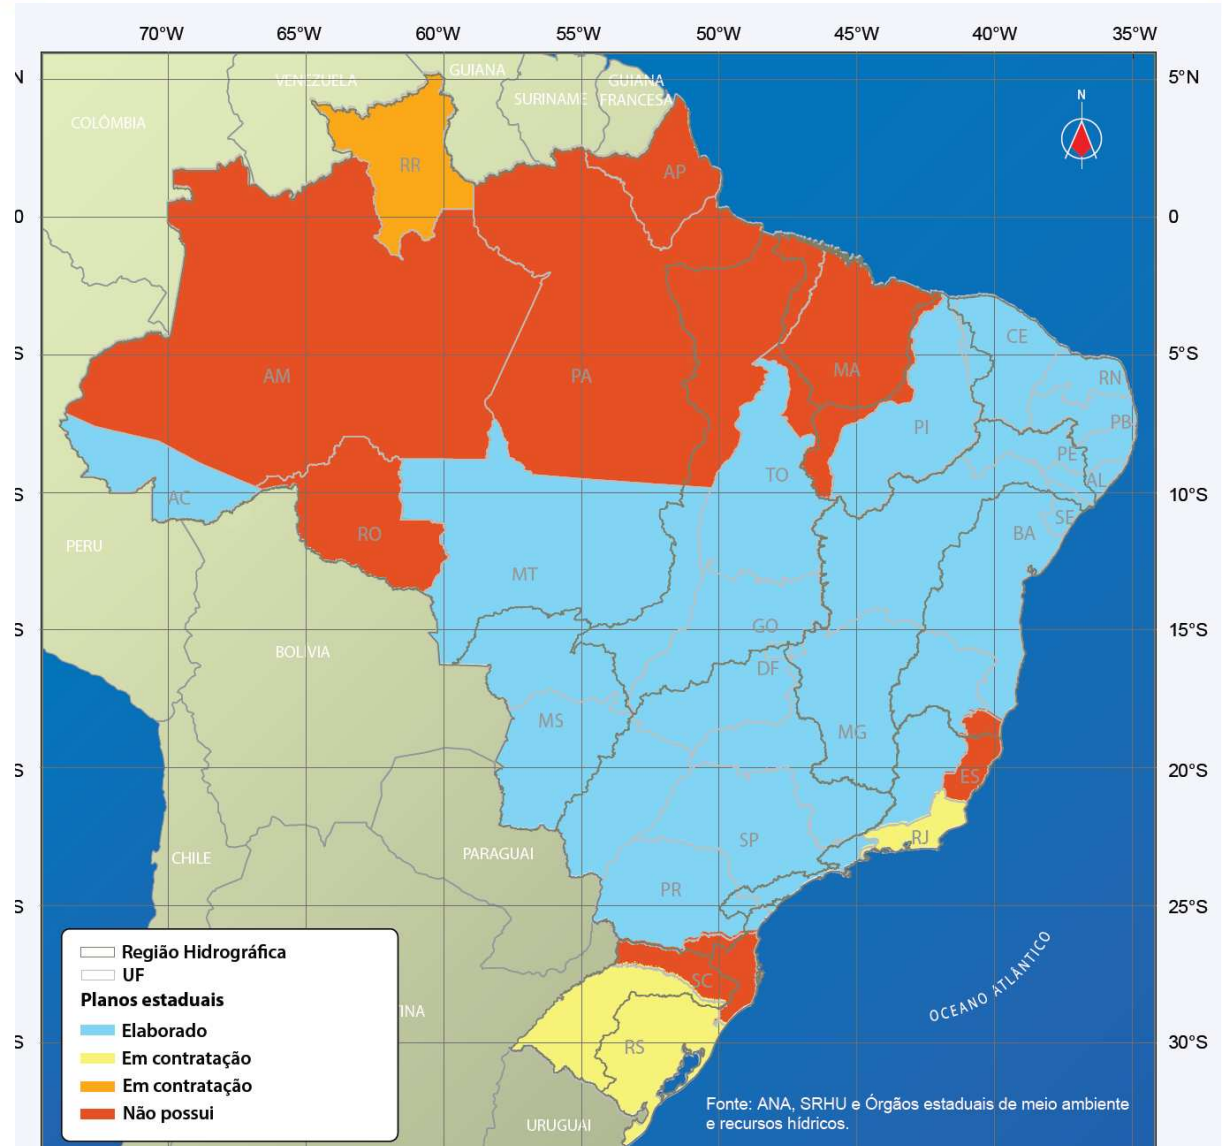 70°W 65°W 60°W 55°W 50°W 45°W 40°W 35°W
N
5°N
VENEZUELA
GUIANA
SURINAME
GUIANA
FRANCESA
COLÔMBIA
N
RR
AP
0
0
S
5°S
CE
AM
PA
MA
RN
PI
PB
PE
TO
AL
S
10°S
AC
SE
RO
BA
PERU
MT
S
15°S
GO
BOLIVIA
DF
MS
MG
S
20°S
ES
RJ
SP
CHILE
PARAGUAI
PR
S
25°S
SC
OCEANO ATLÂNTICO
INA
S
30°S
RS
URUGUAI
Região Hidrográfica
UF
Planos estaduais
Elaborado
Em contratação
Em contratação
Não possui
Fonte: ANA, SRHU e Órgãos estaduais de meio ambiente
e recursos hídricos.